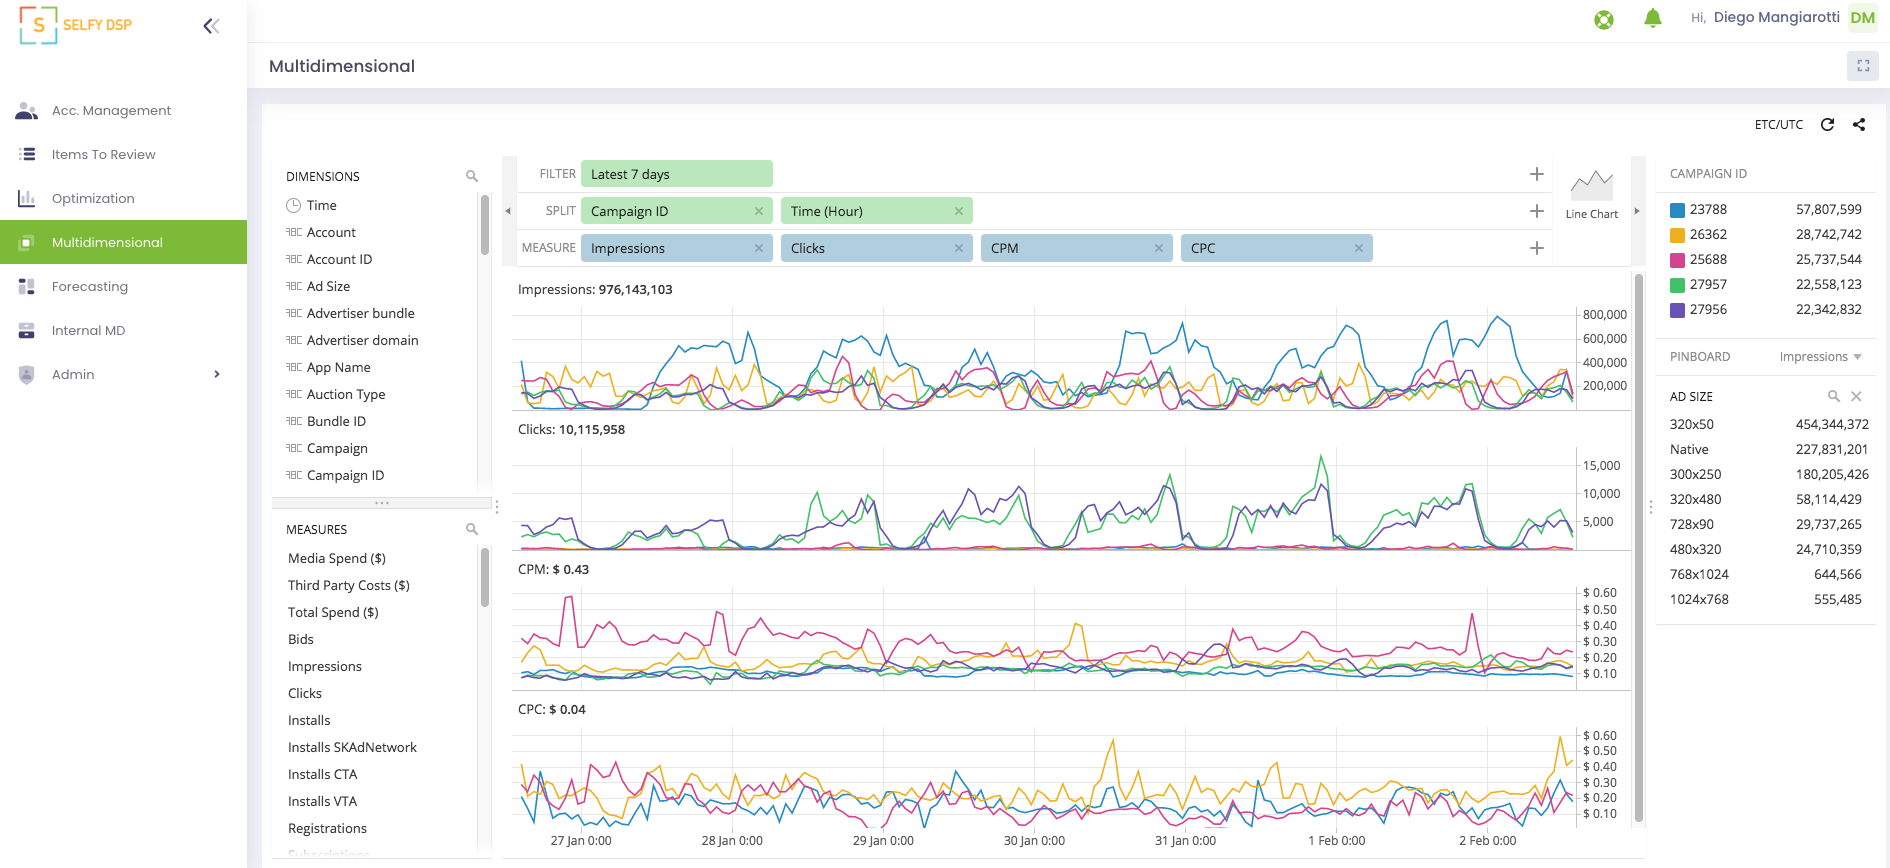 S SELFY DSP
Hi, Diego Mangiarotti DM
Multidimensional
Acc. Management
Items To Review
Optimization
Multidimensional
Forecasting
Internal MD
Admin
ETC/UTC
DIMENSIONS
Time
ABC Account
ABC Account ID
ABC Ad Size
ABC Advertiser bundle
ABC Advertiser domain
ABC App Name
ABC Auction Type
ABC Bundle ID
ABC Campaign
ABC Campaign ID
MEASURES
Media Spend ($)
Third Party Costs ($)
Total Spend ($)
Bids
Impressions
Clicks
Installs
Installs SKAdNetwork
Installs CTA
Installs VTA
Registrations
Subscriptions
FILTER Latest 7 days
SPLIT Campaign ID Time (Hour)
MEASURE Impressions Clicks CPM CPC
Line Chart
Impressions: 976,143,103
800,000
600,000
400,000
200,000
Clicks: 10,115,958
15,000
10,000
5,000
CPM: $ 0.43
$ 0.60
$ 0.50
$ 0.40
$ 0.30
$ 0.20
$ 0.10
CPC: $ 0.04
$ 0.60
$ 0.50
$ 0.40
$ 0.30
$ 0.20
$ 0.10
27 Jan 0:00 28 Jan 0:00 29 Jan 0:00 30 Jan 0:00 31 Jan 0:00 1 Feb 0:00 2 Feb 0:00
CAMPAIGN ID
23788 57,807,599
26362 28,742,742
25688 25,737,544
27957 22,558,123
27956 22,342,832
PINBOARD Impressions
AD SIZE
320x50 454,344,372
Native 227,831,201
300x250 180,205,426
320x480 58,114,429
728x90 29,737,265
480x320 24,710,359
768x1024 644,566
1024x768 555,485